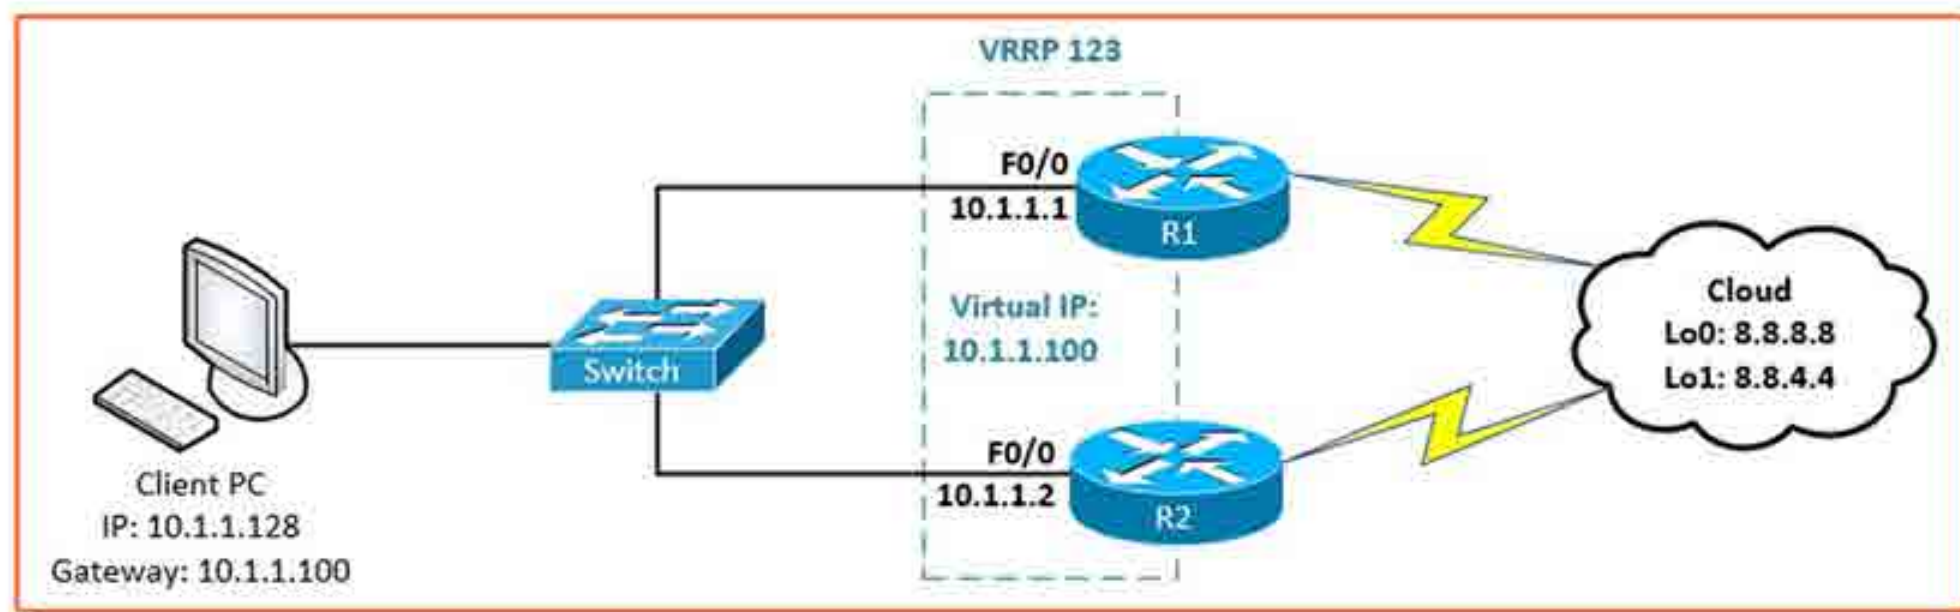 VRRP 123
F0/0
10.1.1.1
R1
Virtual IP:
10.1.1.100
Switch
Cloud
Lo0: 8.8.8.8
Lo1: 8.8.4.4
F0/0
10.1.1.2
R2
Client PC
IP: 10.1.1.128
Gateway: 10.1.1.100